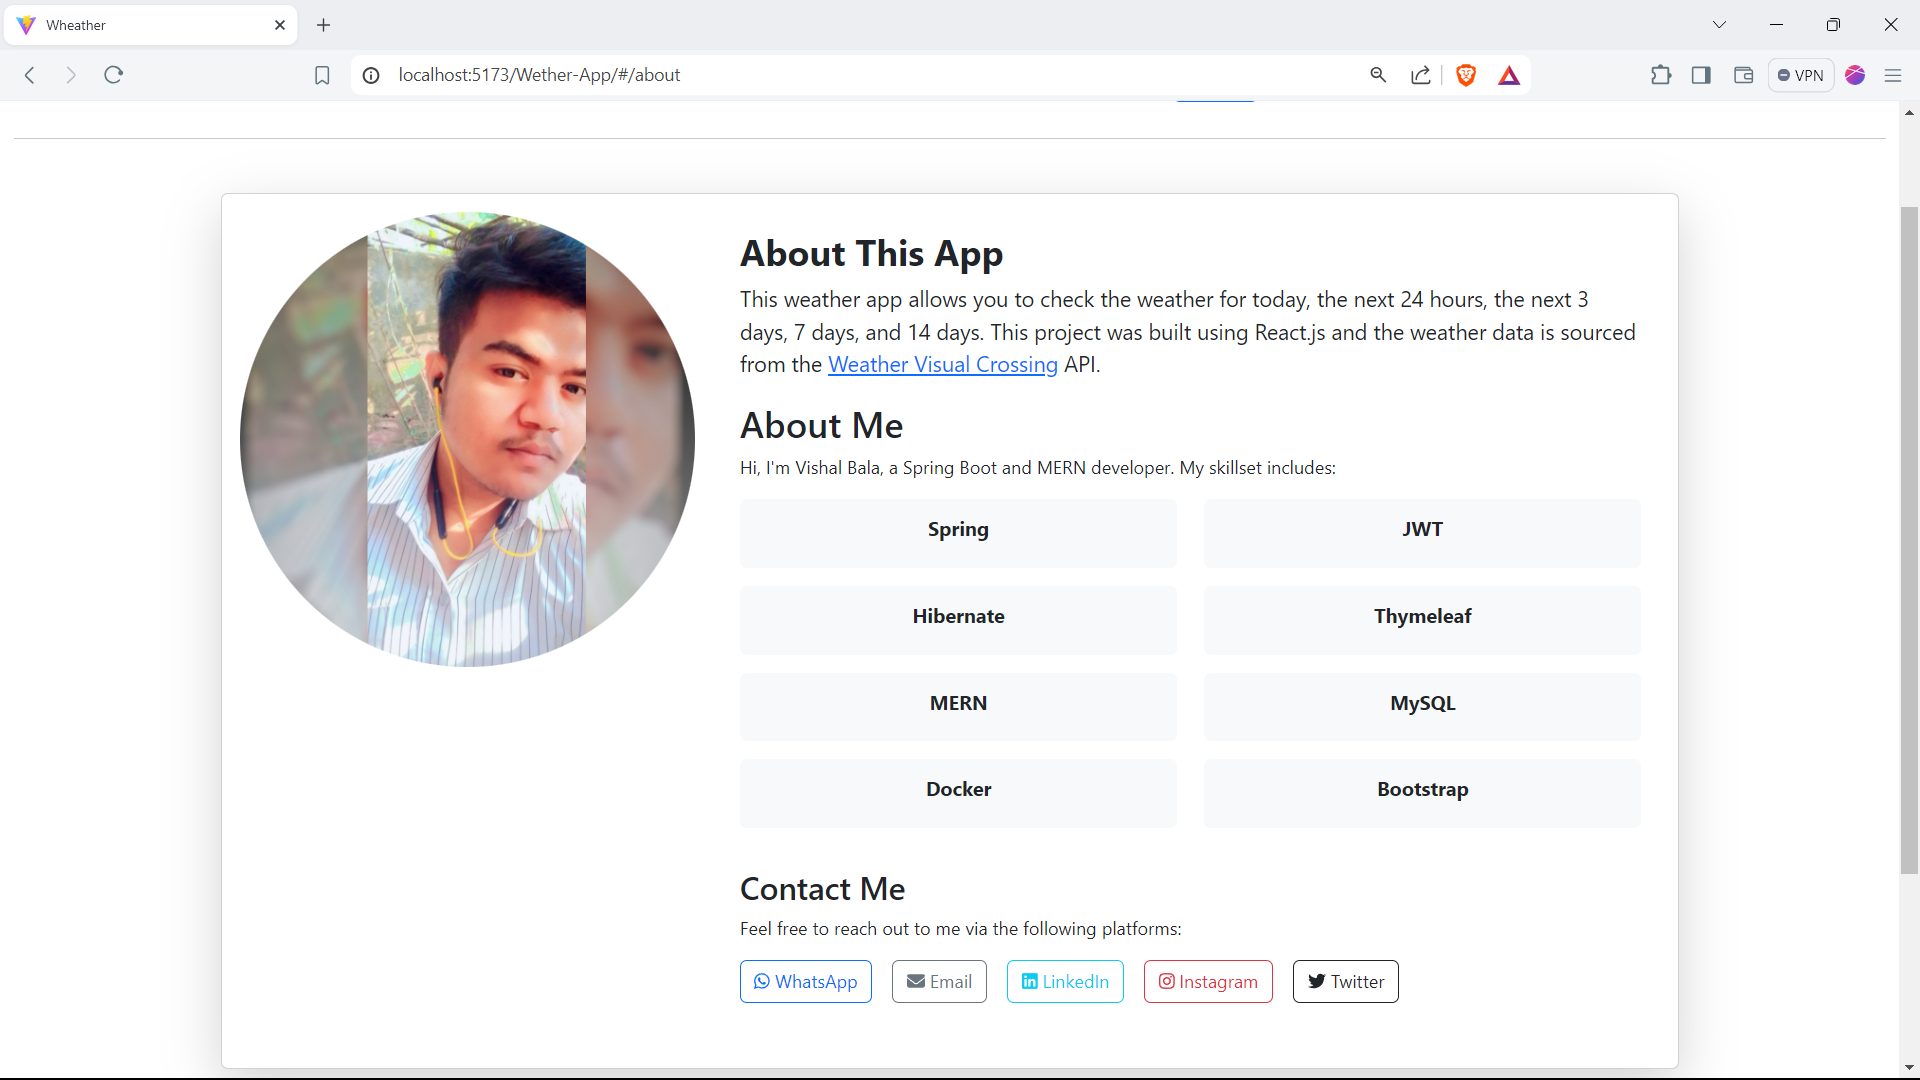 Wheather
localhost:5173/Wether-App/#/about
VPN
About This App
This weather app allows you to check the weather for today, the next 24 hours, the next 3
days, 7 days, and 14 days. This project was built using React.js and the weather data is sourced
from the Weather Visual Crossing API.
About Me
Hi, I'm Vishal Bala, a Spring Boot and MERN developer. My skillset includes:
Spring
JWT
Hibernate
Thymeleaf
MERN
MySQL
Docker
Bootstrap
Contact Me
Feel free to reach out to me via the following platforms:
WhatsApp
Email
LinkedIn
Instagram
Twitter